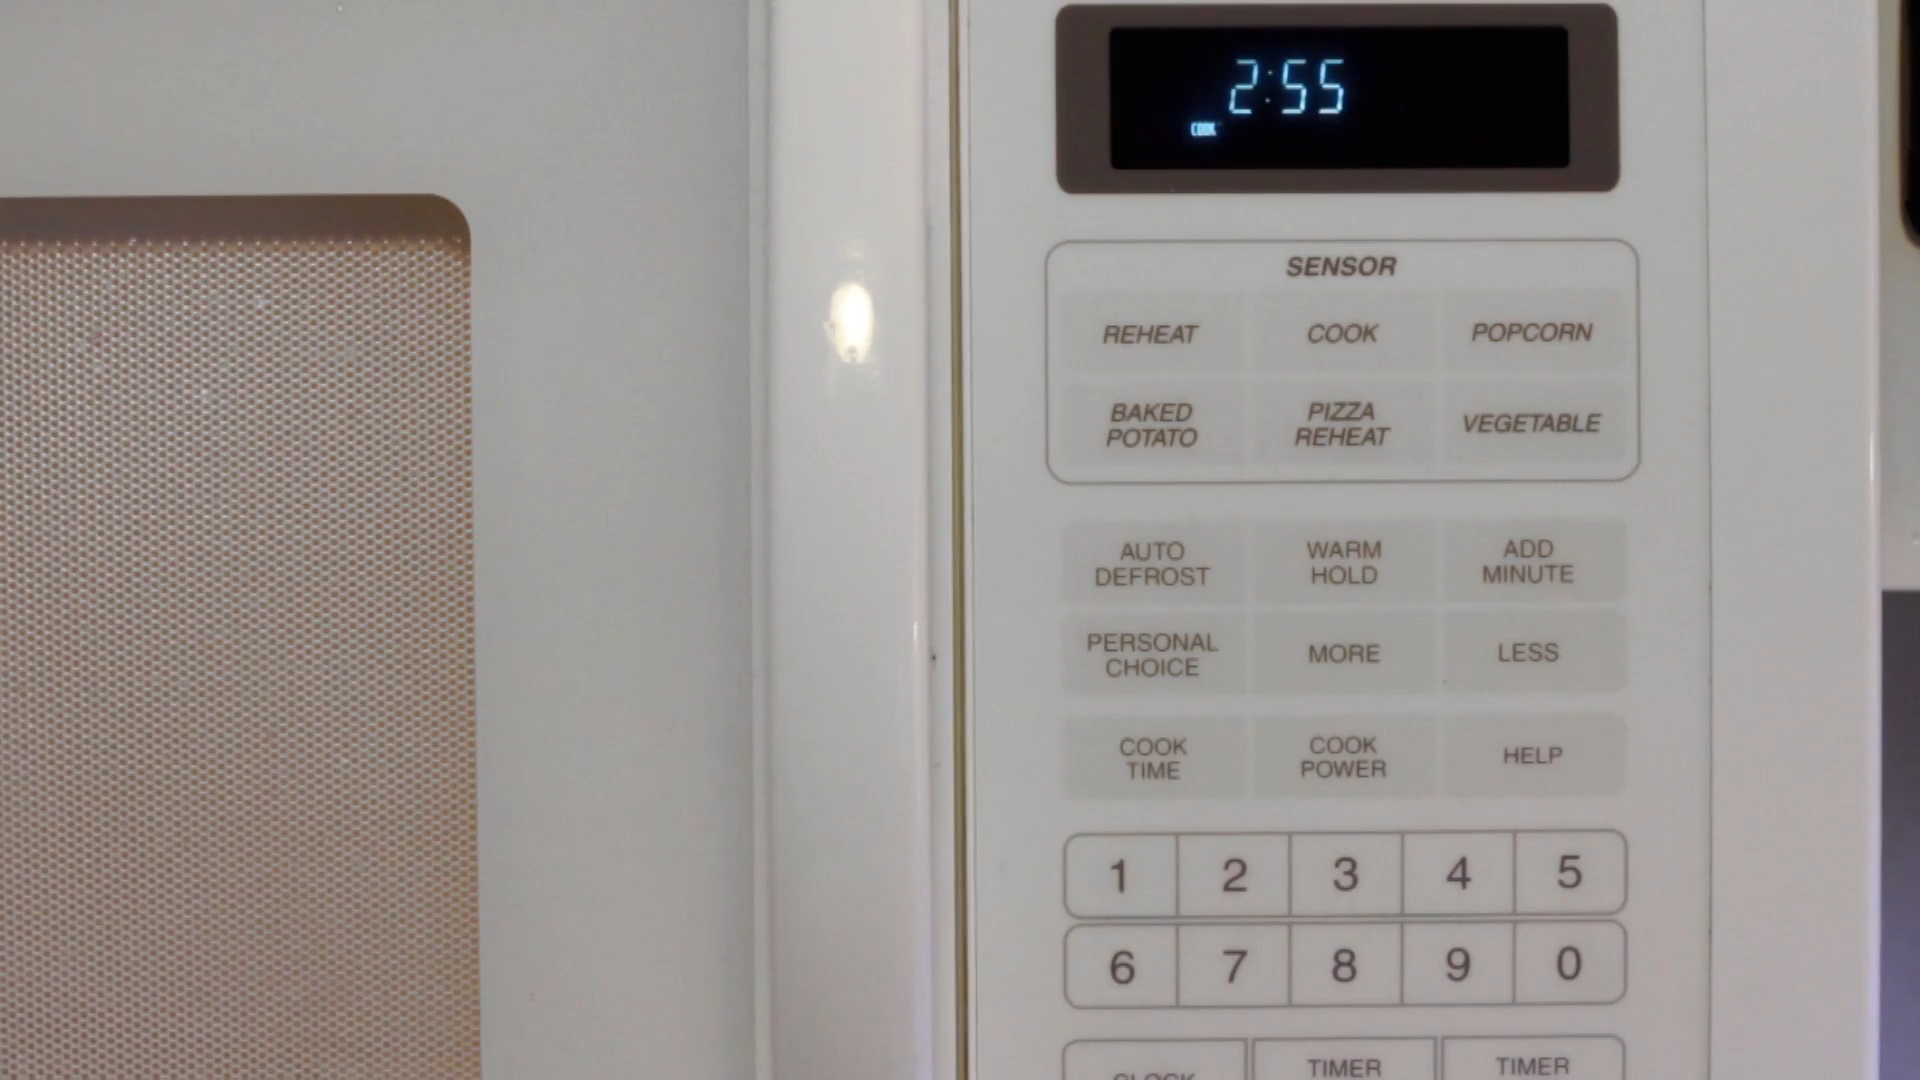 2:55
COOK
SENSOR
REHEAT
COOK
POPCORN
BAKED
POTATO
PIZZA
REHEAT
VEGETABLE
AUTO
DEFROST
WARM
HOLD
ADD
MINUTE
PERSONAL
CHOICE
MORE
LESS
COOK
TIME
COOK
POWER
HELP
1 2 3 4 5
6 7 8 9 0
CLOCK
TIMER
TIMER